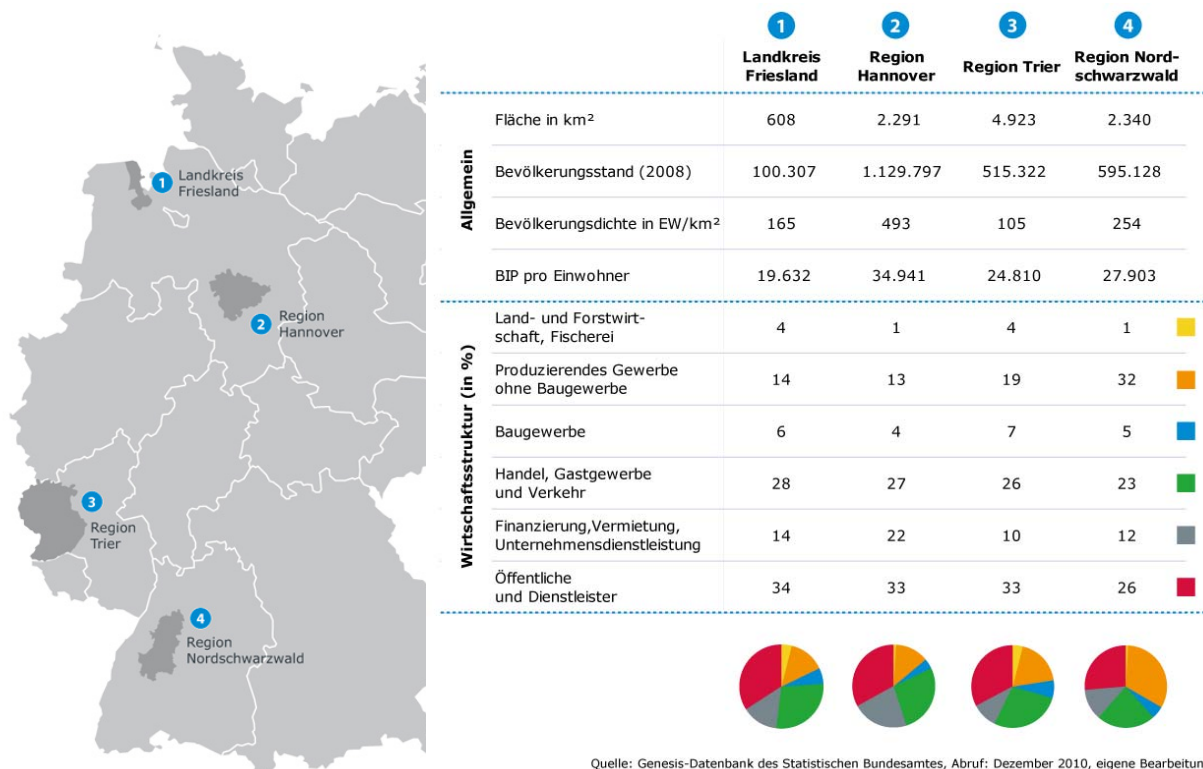 1
Landkreis
Friesland
2
Region
Hannover
3
Region
Trier
4
Region
Nordschwarzwald
1 2 3 4
Landkreis Friesland Region Hannover Region Trier Region Nord-schwarzwald
Allgemein
Fläche in km² 608 2.291 4.923 2.340
Bevölkerungsstand (2008) 100.307 1.129.797 515.322 595.128
Bevölkerungsdichte in EW/km² 165 493 105 254
BIP pro Einwohner 19.632 34.941 24.810 27.903
Wirtschaftsstruktur (in %)
Land- und Forstwirt-
schaft, Fischerei 4 1 4 1
Produzierendes Gewerbe
ohne Baugewerbe 14 13 19 32
Baugewerbe 6 4 7 5
Handel, Gastgewerbe
und Verkehr 28 27 26 23
Finanzierung,Vermietung,
Unternehmensdienstleistung 14 22 10 12
Öffentliche
und Dienstleister 34 33 33 26
Quelle: Genesis-Datenbank des Statistischen Bundesamtes, Abruf: Dezember 2010, eigene Bearbeitun